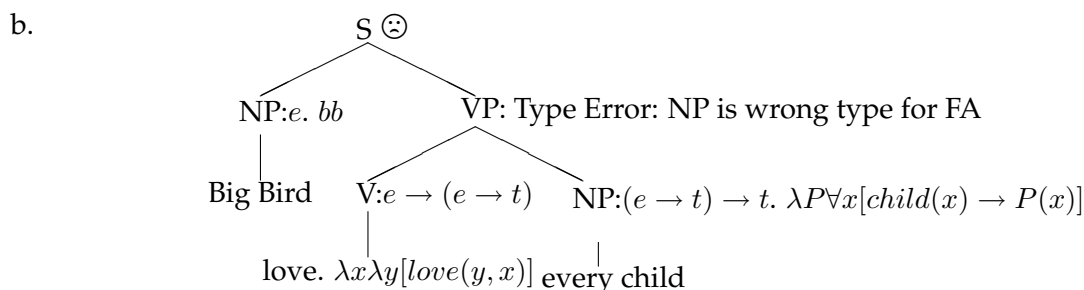 b.
S ☹
NP:e. bb VP: Type Error: NP is wrong type for FA
Big Bird V:e → (e → t) NP:(e → t) → t. λP∀x[child(x) → P(x)]
love. λxλy[love(y, x)] every child